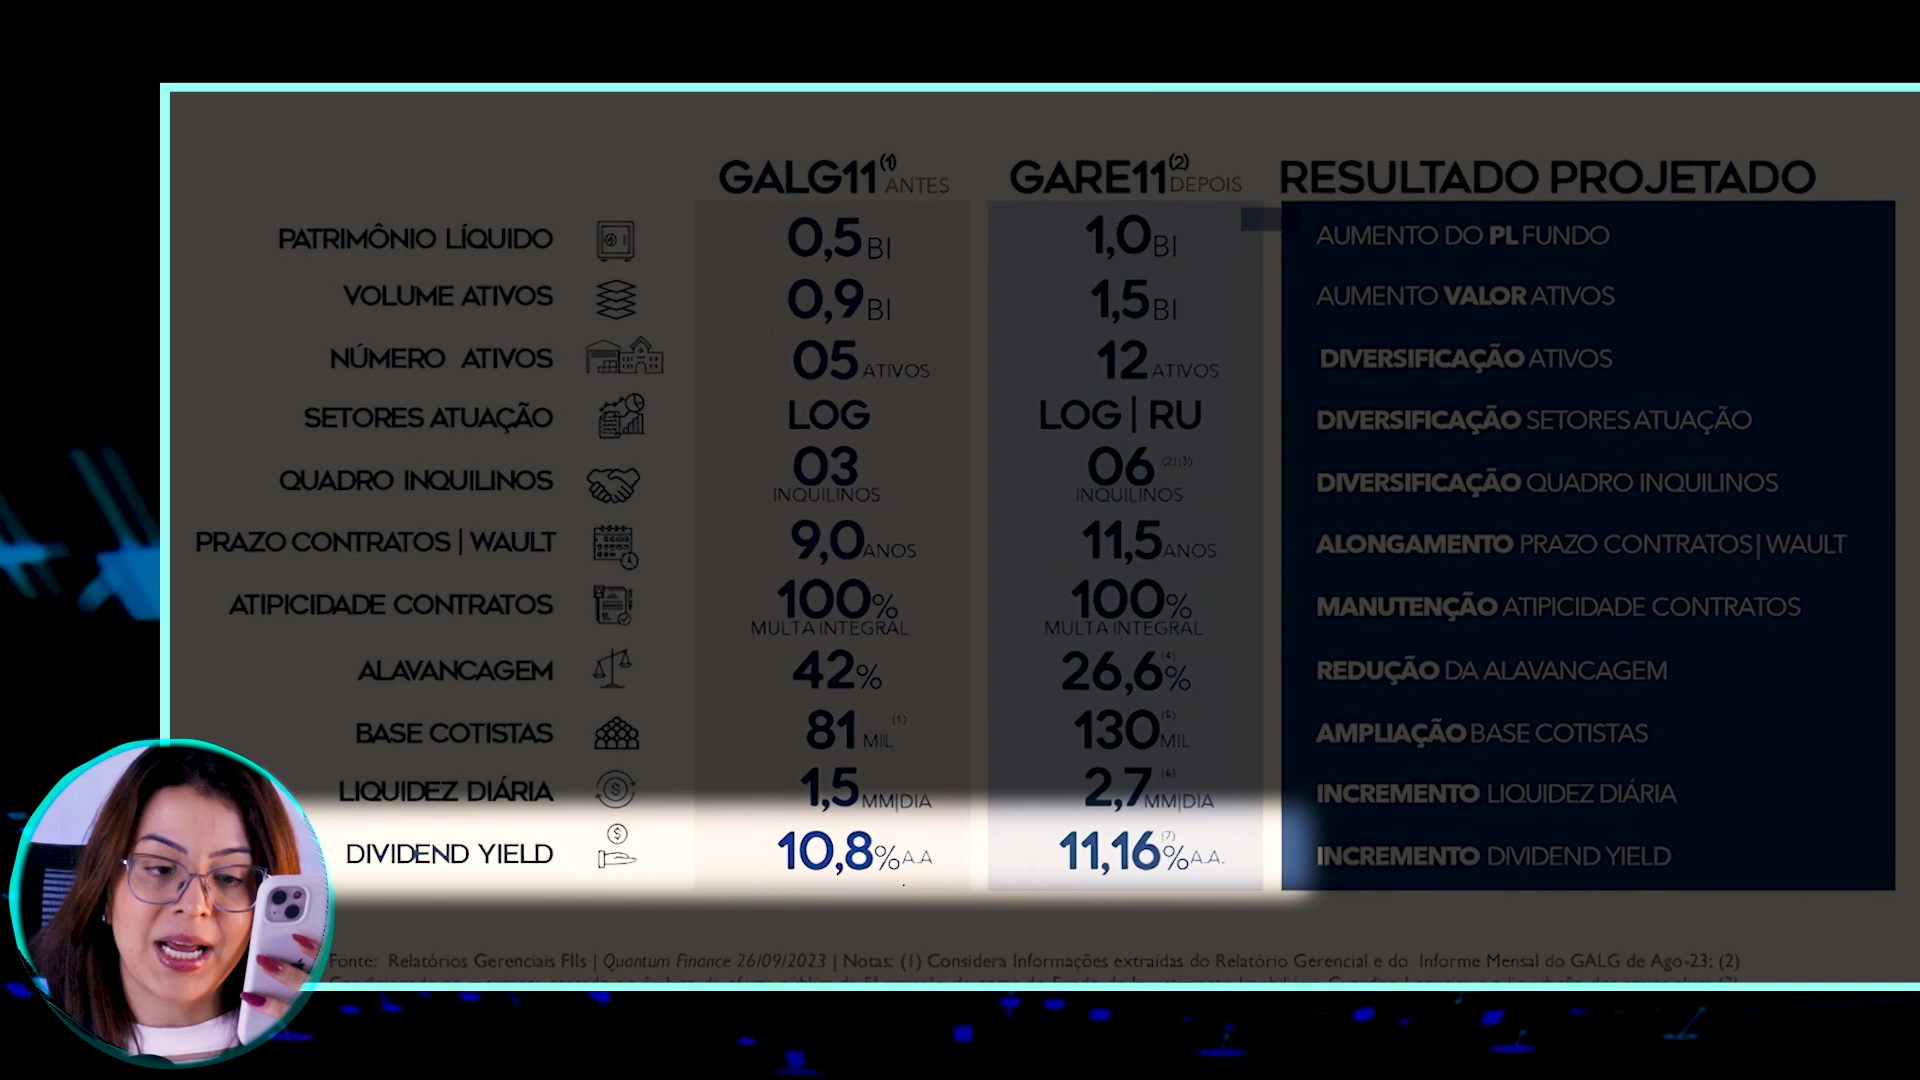 GALG11(1) ANTES GARE11(2) DEPOIS RESULTADO PROJETADO
PATRIMÔNIO LÍQUIDO 0,5 BI 1,0 BI AUMENTO DO PL FUNDO
VOLUME ATIVOS 0,9 BI 1,5 BI AUMENTO VALOR ATIVOS
NÚMERO ATIVOS 05 ATIVOS 12 ATIVOS DIVERSIFICAÇÃO ATIVOS
SETORES ATUAÇÃO LOG LOG | RU DIVERSIFICAÇÃO SETORES ATUAÇÃO
QUADRO INQUILINOS 03 INQUILINOS 06 INQUILINOS DIVERSIFICAÇÃO QUADRO INQUILINOS
PRAZO CONTRATOS | WAULT 9,0 ANOS 11,5 ANOS ALONGAMENTO PRAZO CONTRATOS | WAULT
ATIPICIDADE CONTRATOS 100% MULTA INTEGRAL 100% MULTA INTEGRAL MANUTENÇÃO ATIPICIDADE CONTRATOS
ALAVANCAGEM 42% 26,6%(4) REDUÇÃO DA ALAVANCAGEM
BASE COTISTAS 81 MIL(1) 130 MIL(5) AMPLIAÇÃO BASE COTISTAS
LIQUIDEZ DIÁRIA 1,5 MM|DIA 2,7 MM|DIA(6) INCREMENTO LIQUIDEZ DIÁRIA
DIVIDEND YIELD 10,8% A.A 11,16% A.A.(7) INCREMENTO DIVIDEND YIELD
Fonte: Relatórios Gerenciais FIIs | Quantum Finance 26/09/2023 | Notas: (1) Considera Informações extraídas do Relatório Gerencial e do Informe Mensal do GALG de Ago-23; (2)